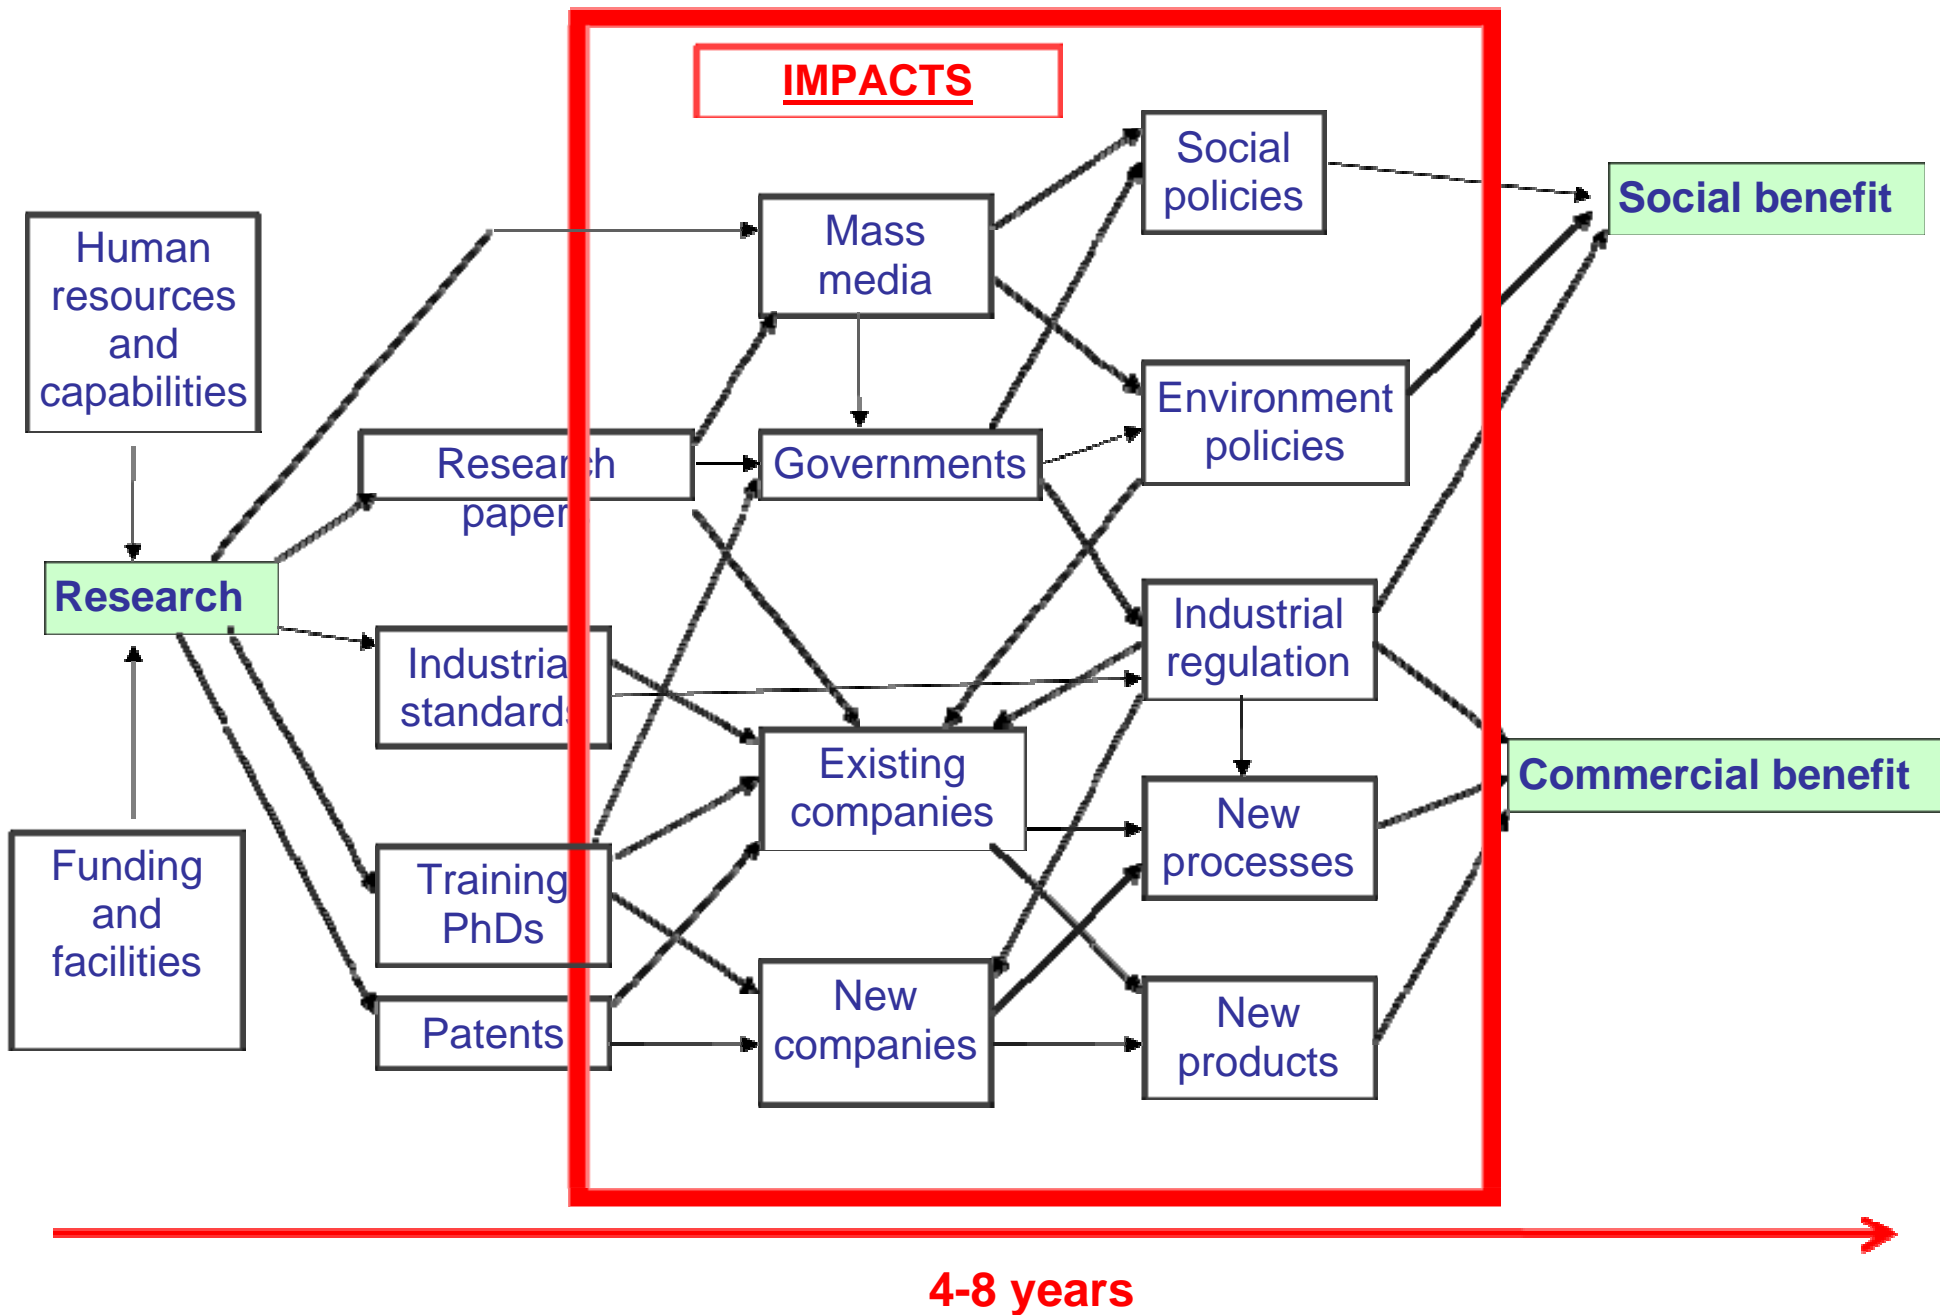 IMPACTS
Social
policies
Social benefit
Mass
media
Human
resources
and
capabilities
Environment
policies
Research
paper
Governments
Research
Industrial
regulation
Industria
standards
Existing
companies
Commercial benefit
New
processes
Funding
and
facilities
Training
PhDs
New
companies
New
products
Patents
4-8 years